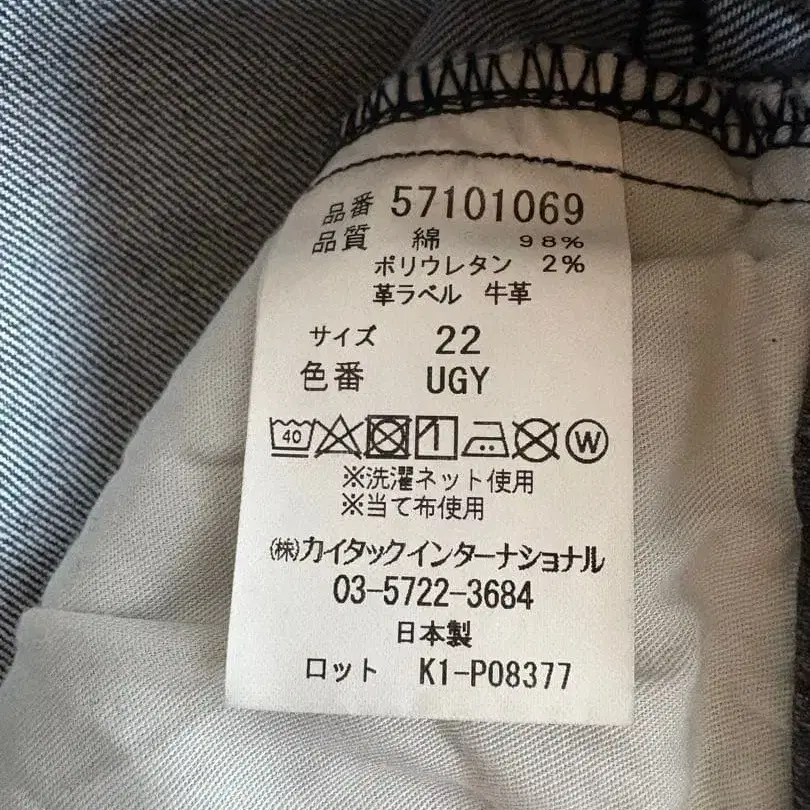 品番 57101069
品質 綿 98%
ポリウレタン 2%
革ラベル 牛革
サイズ 22
色番 UGY
40 W
※洗濯ネット使用
※当て布使用
㈱カイタックインターナショナル
03-5722-3684
日本製
ロット K1-P08377